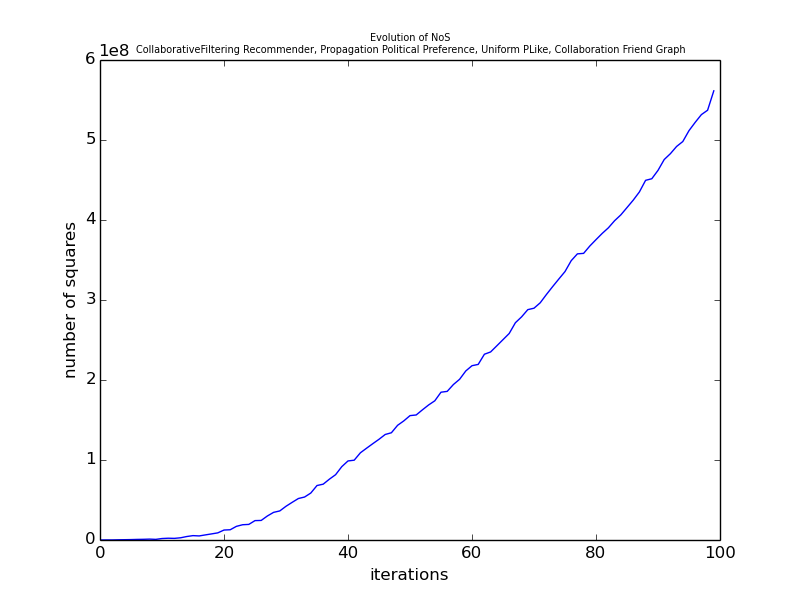 Evolution of NoS
CollaborativeFiltering Recommender, Propagation Political Preference, Uniform PLike, Collaboration Friend Graph
1e8
6
5
4
3
2
1
0
number of squares
0 20 40 60 80 100
iterations